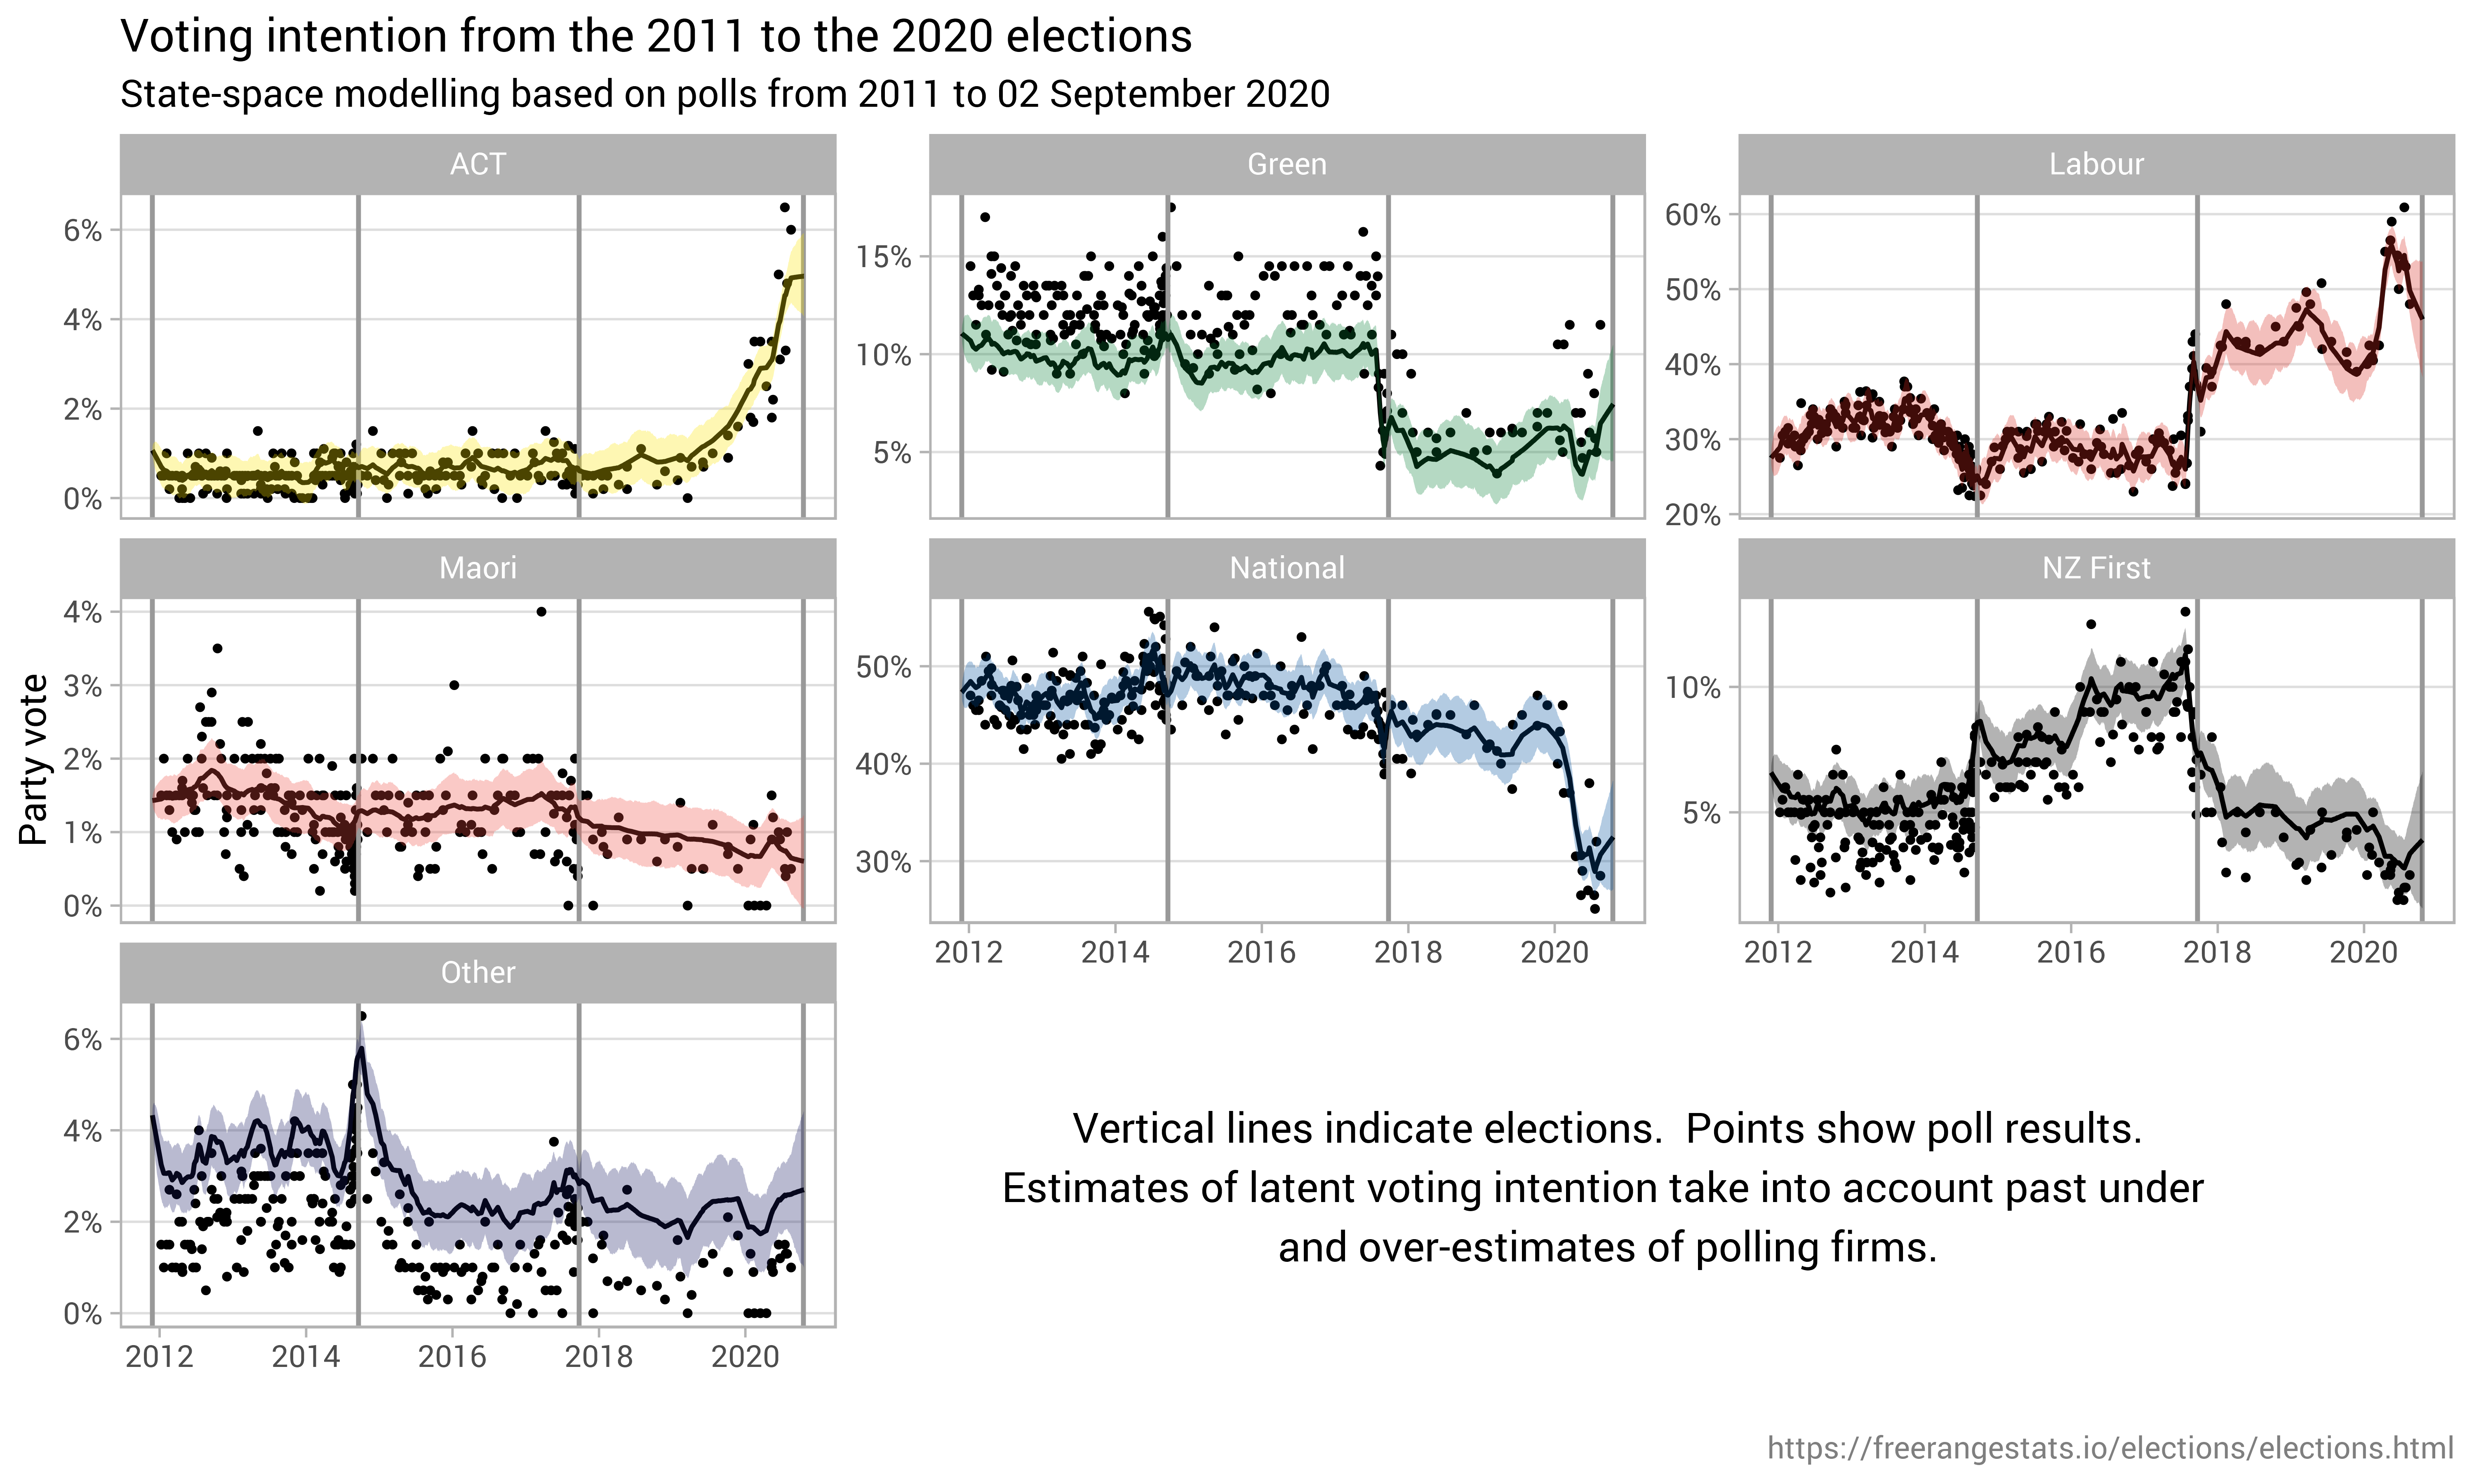 Voting intention from the 2011 to the 2020 elections
State-space modelling based on polls from 2011 to 02 September 2020
ACT
Green
Labour
6%
4%
2%
0%
15%
10%
5%
60%
50%
40%
30%
20%
Maori
National
NZ First
Party vote
4%
3%
2%
1%
0%
50%
40%
30%
10%
5%
2012 2014 2016 2018 2020
2012 2014 2016 2018 2020
Other
6%
4%
2%
0%
2012 2014 2016 2018 2020
Vertical lines indicate elections.  Points show poll results.
Estimates of latent voting intention take into account past under
and over-estimates of polling firms.
https://freerangestats.io/elections/elections.html